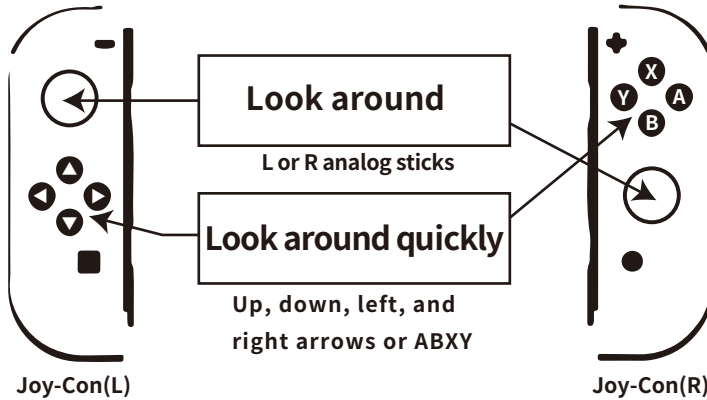 X
Y
A
B
Look around
L or R analog sticks
Look around quickly
Up, down, left, and
right arrows or ABXY
Joy-Con(L)
Joy-Con(R)